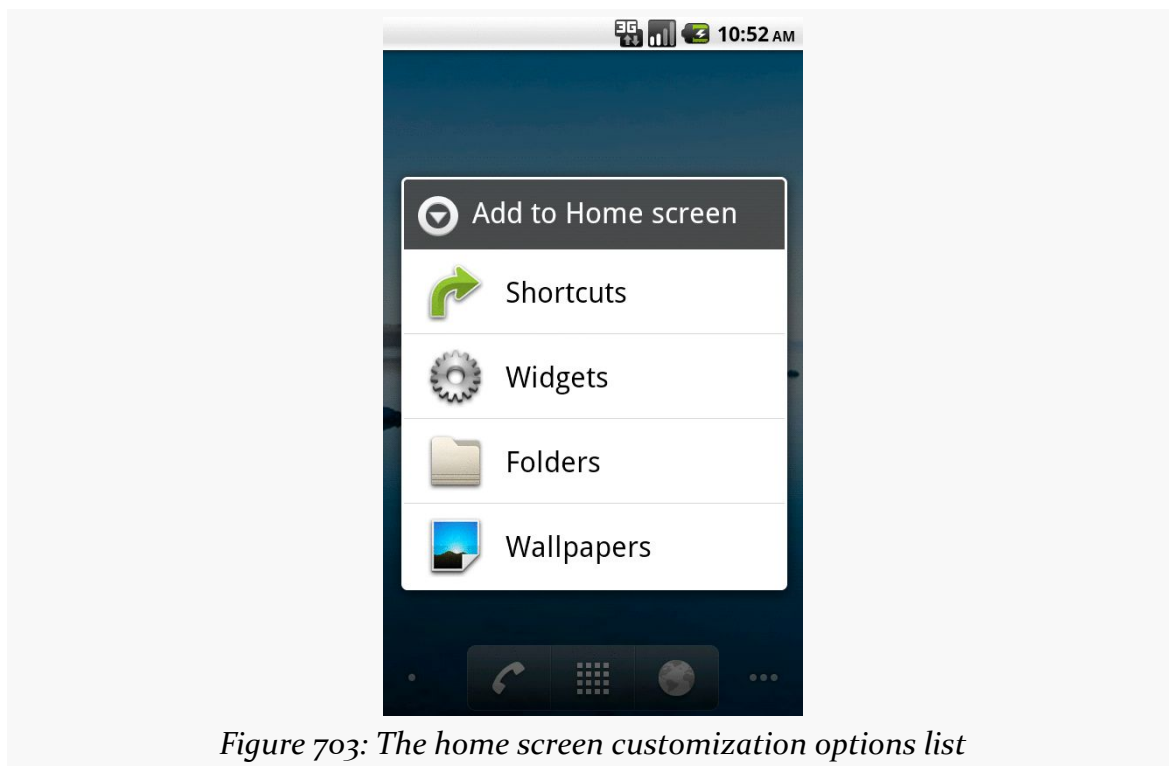 3G 10:52 AM
Add to Home screen
Shortcuts
Widgets
Folders
Wallpapers
Figure 703: The home screen customization options list